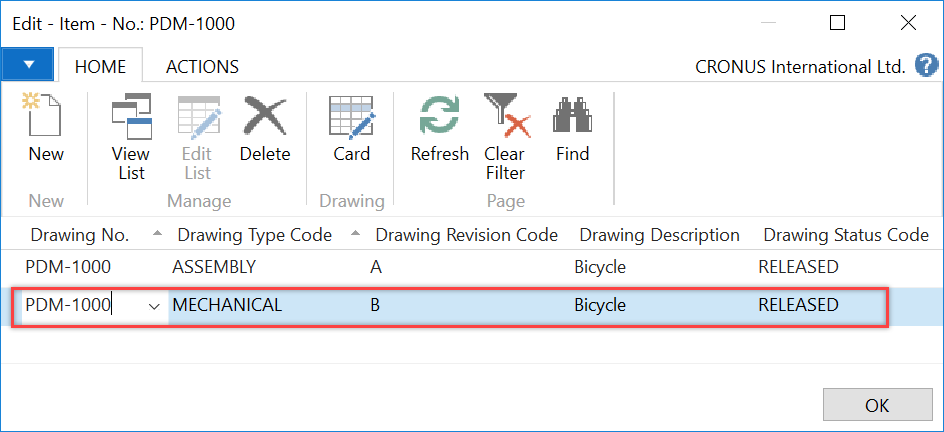 Edit - Item - No.: PDM-1000
HOME ACTIONS CRONUS International Ltd. ?
New View List Edit List Delete Card Refresh Clear Filter Find
New Manage Drawing Page
Drawing No. Drawing Type Code Drawing Revision Code Drawing Description Drawing Status Code
PDM-1000 ASSEMBLY A Bicycle RELEASED
PDM-1000 MECHANICAL B Bicycle RELEASED
OK